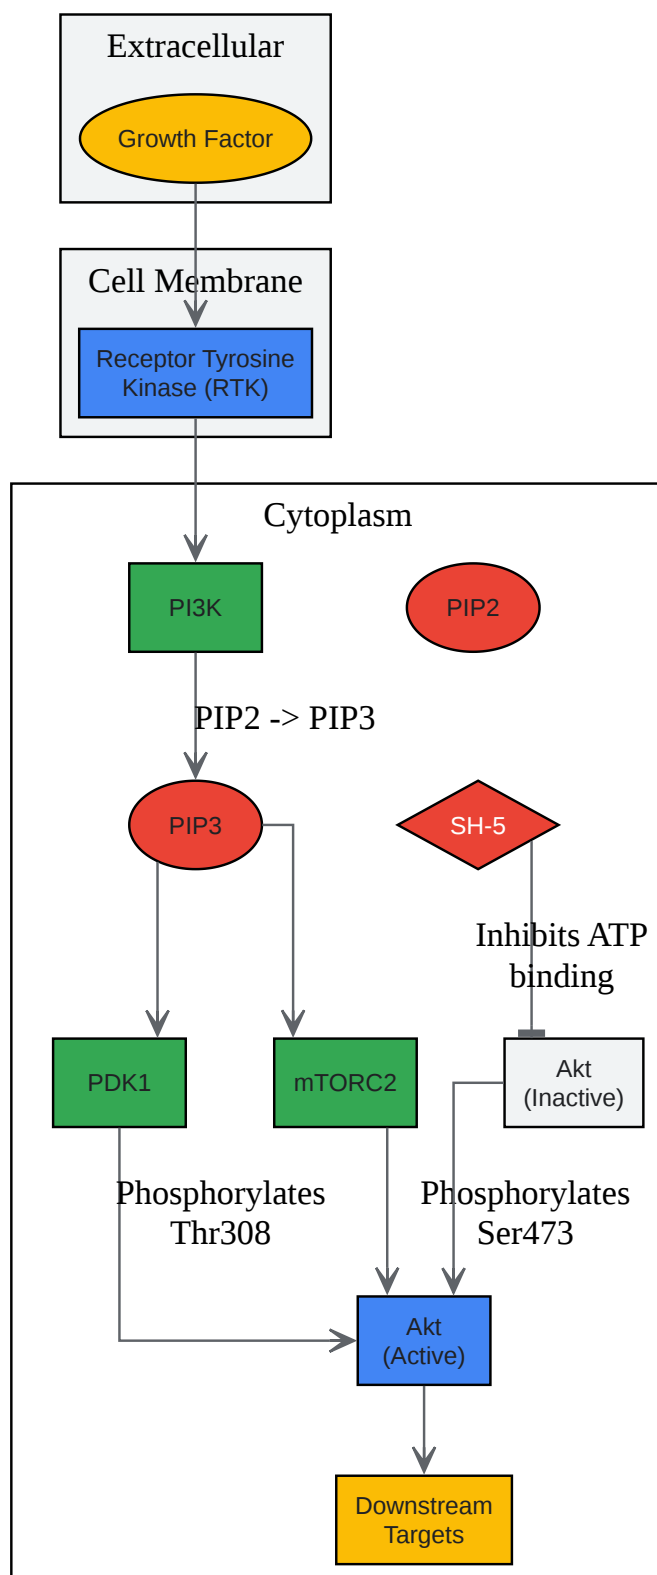 Extracellular
Growth Factor
Cell Membrane
Receptor Tyrosine
Kinase (RTK)
Cytoplasm
PI3K
PIP2
PIP2 -> PIP3
PIP3
SH-5
Inhibits ATP
binding
PDK1
mTORC2
Akt
(Inactive)
Phosphorylates
Thr308
Phosphorylates
Ser473
Akt
(Active)
Downstream
Targets